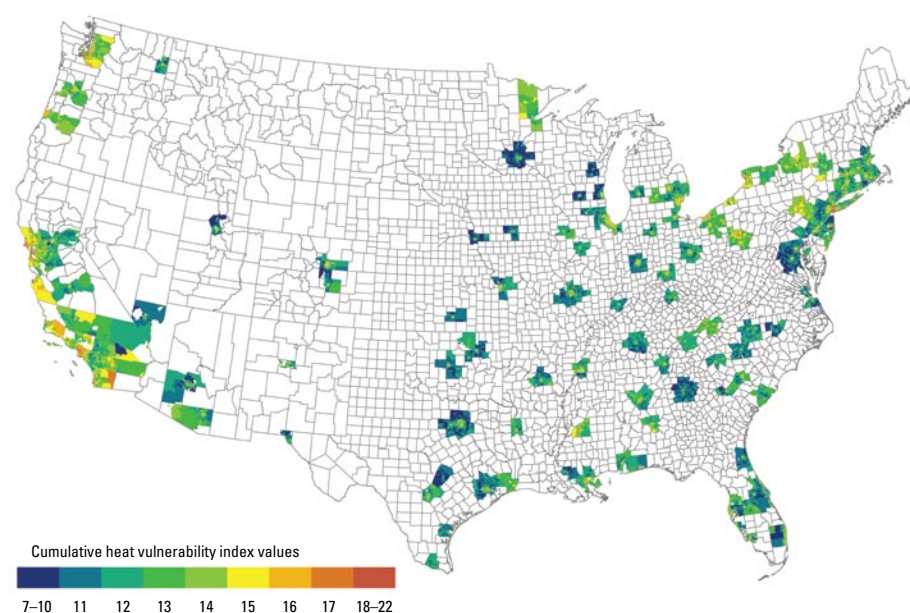 Cumulative heat vulnerability index values
7–10 11 12 13 14 15 16 17 18–22